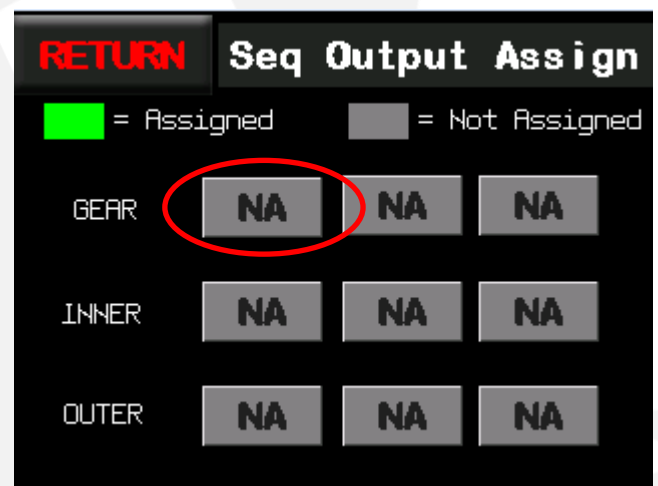 RETURN Seq Output Assign
= Assigned = Not Assigned
GEAR NA NA NA
INNER NA NA NA
OUTER NA NA NA